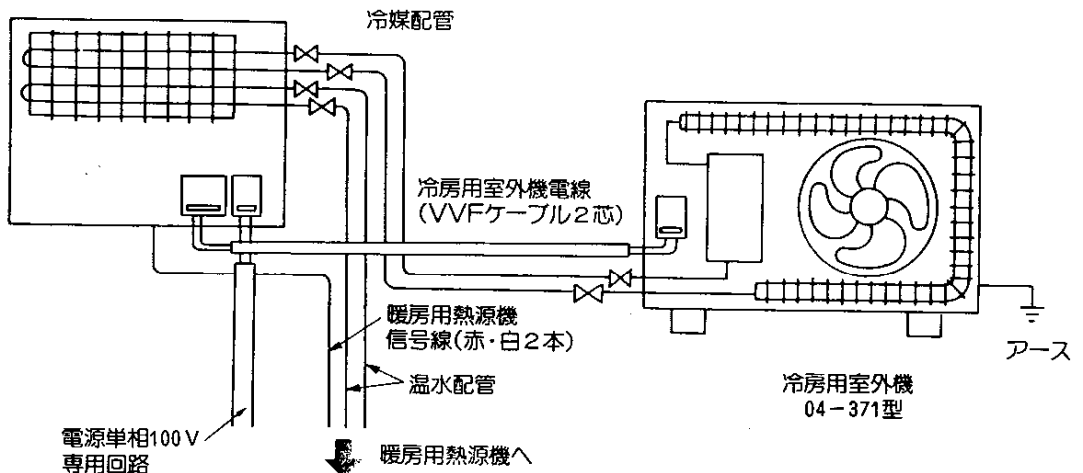 冷媒配管
冷房用室外機電線
(VVFケーブル2芯)
暖房用熱源機
信号線(赤・白2本)
温水配管
アース
冷房用室外機
04-371型
電源単相100V
専用回路
暖房用熱源機へ